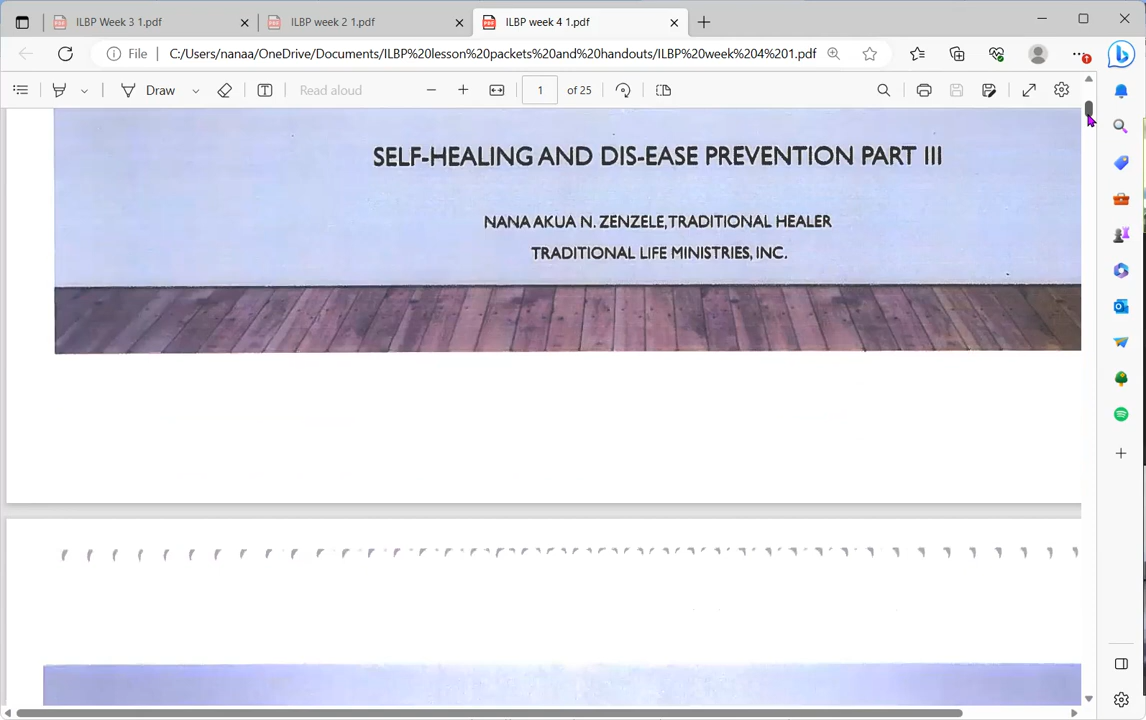 ILBP Week 3 1.pdf
ILBP week 2 1.pdf
ILBP week 4 1.pdf
File
C:/Users/nanaa/OneDrive/Documents/ILBP%20lesson%20packets%20and%20handouts/ILBP%20week%204%201.pdf
Draw
Read aloud
1
of 25
SELF-HEALING AND DIS-EASE PREVENTION PART III
NANA AKUA N. ZENZELE, TRADITIONAL HEALER
TRADITIONAL LIFE MINISTRIES, INC.